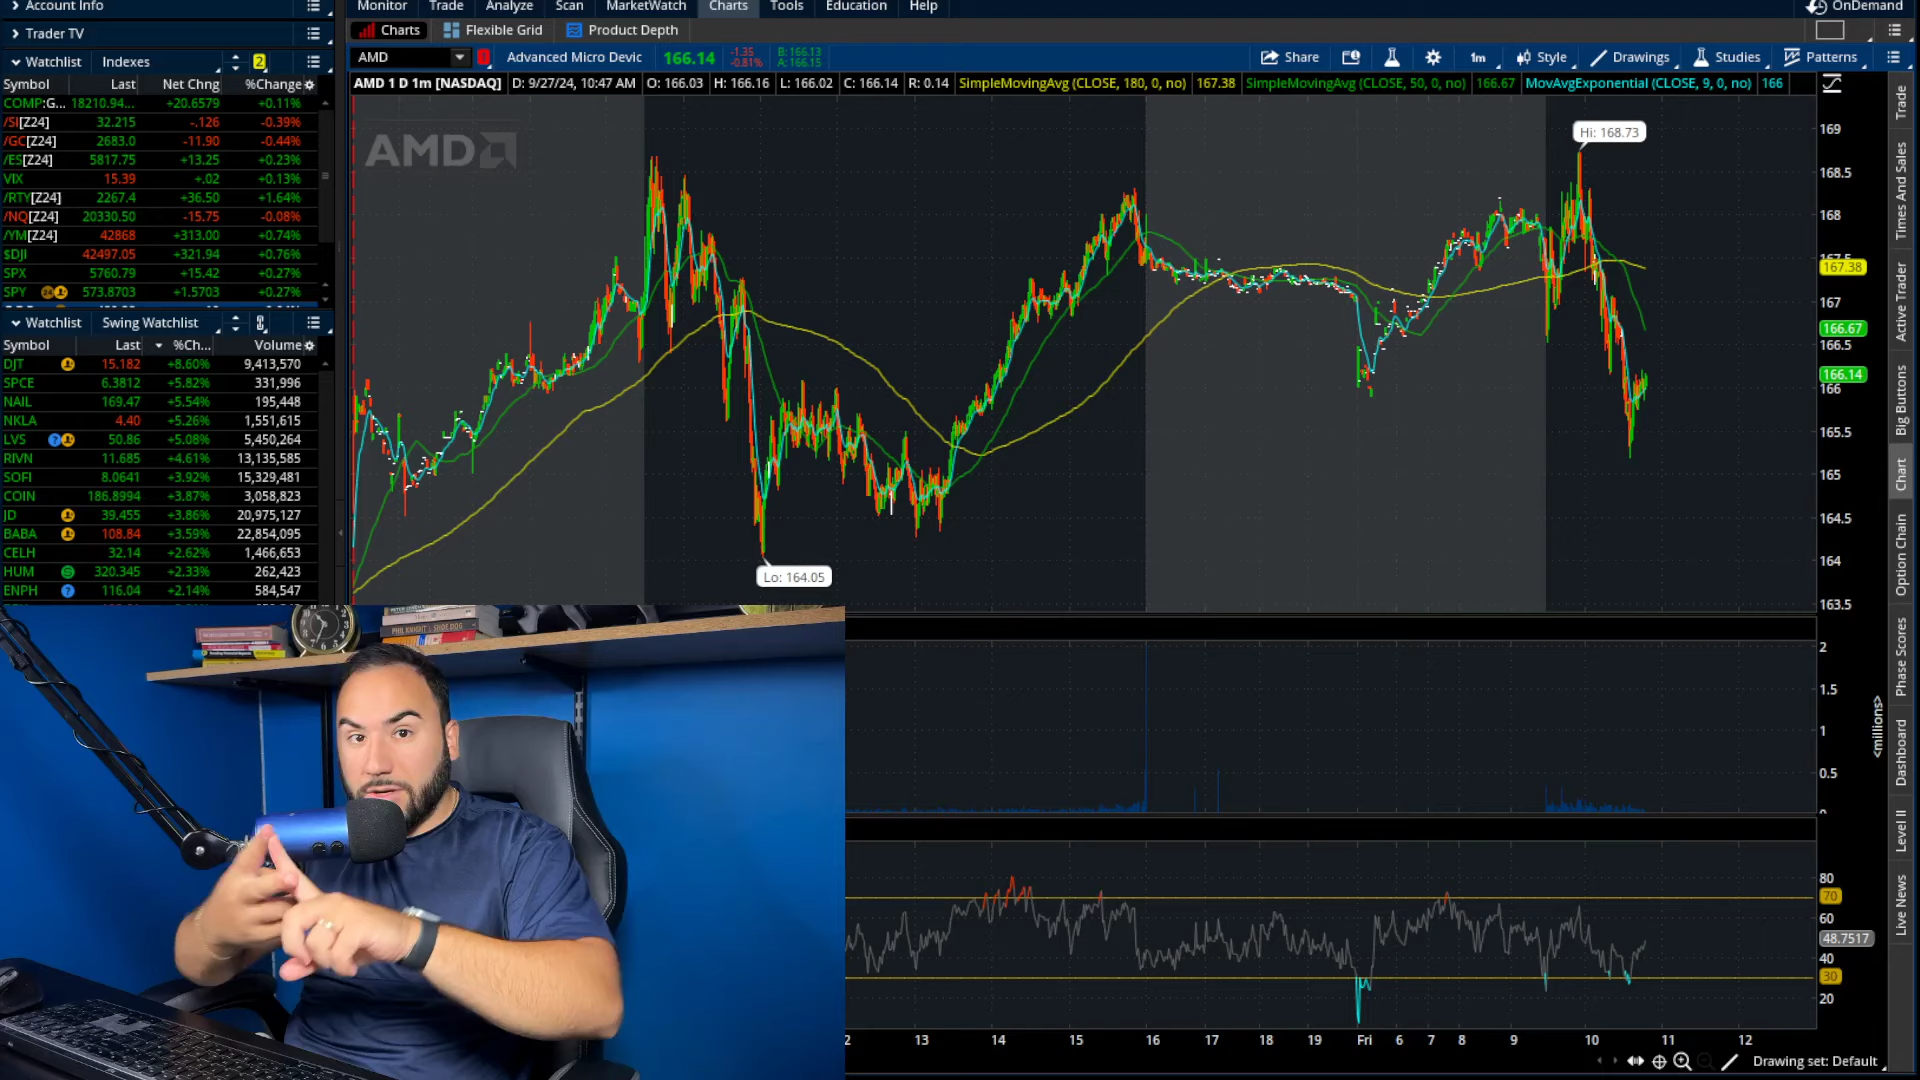 Account Info
Monitor Trade Analyze Scan MarketWatch Charts Tools Education Help
OnDemand
Trader TV
Charts Flexible Grid Product Depth
Watchlist Indexes 2
AMD Advanced Micro Devic 166.14 -1.35 -0.81% B: 166.13 A: 166.15
Share 1m Style Drawings Studies Patterns
Symbol Last Net Chng %Change
AMD 1 D 1m [NASDAQ] D: 9/27/24, 10:47 AM O: 166.03 H: 166.16 L: 166.02 C: 166.14 R: 0.14 SimpleMovingAvg (CLOSE, 180, 0, no) 167.38 SimpleMovingAvg (CLOSE, 50, 0, no) 166.67 MovAvgExponential (CLOSE, 9, 0, no) 166
COMP:G... 18210.94... +20.6579 +0.11%
/SI[Z24] 32.215 -.126 -0.39%
/GC[Z24] 2683.0 -11.90 -0.44%
/ES[Z24] 5817.75 +13.25 +0.23%
VIX 15.39 +.02 +0.13%
/RTY[Z24] 2267.4 +36.50 +1.64%
/NQ[Z24] 20330.50 -15.75 -0.08%
/YM[Z24] 42868 +313.00 +0.74%
$DJI 42497.05 +321.94 +0.76%
SPX 5760.79 +15.42 +0.27%
SPY 573.8703 +1.5703 +0.27%
Watchlist Swing Watchlist
Symbol Last %Ch... Volume
DJT 15.182 +8.60% 9,413,570
SPCE 6.3812 +5.82% 331,996
NAIL 169.47 +5.54% 195,448
NKLA 4.40 +5.26% 1,551,615
LVS 50.86 +5.08% 5,450,264
RIVN 11.685 +4.61% 13,135,585
SOFI 8.0641 +3.92% 15,329,481
COIN 186.8994 +3.87% 3,058,823
JD 39.455 +3.86% 20,975,127
BABA 108.84 +3.59% 22,854,095
CELH 32.14 +2.62% 1,466,653
HUM 320.345 +2.33% 262,423
ENPH 116.04 +2.14% 584,547
AMD
Hi: 168.73
Lo: 164.05
169
168.5
168
167.5
167.38
167
166.67
166.5
166.14
166
165.5
165
164.5
164
163.5
2
1.5
1
0.5
<millions>
80
70
60
48.7517
40
30
20
2 13 14 15 16 17 18 19 Fri 6 7 8 9 10 11 12
Drawing set: Default
Trade
Times And Sales
Active Trader
Big Buttons
Chart
Option Chain
Phase Scores
Dashboard
Level II
Live News
PHIL KNIGHT SHOE DOG